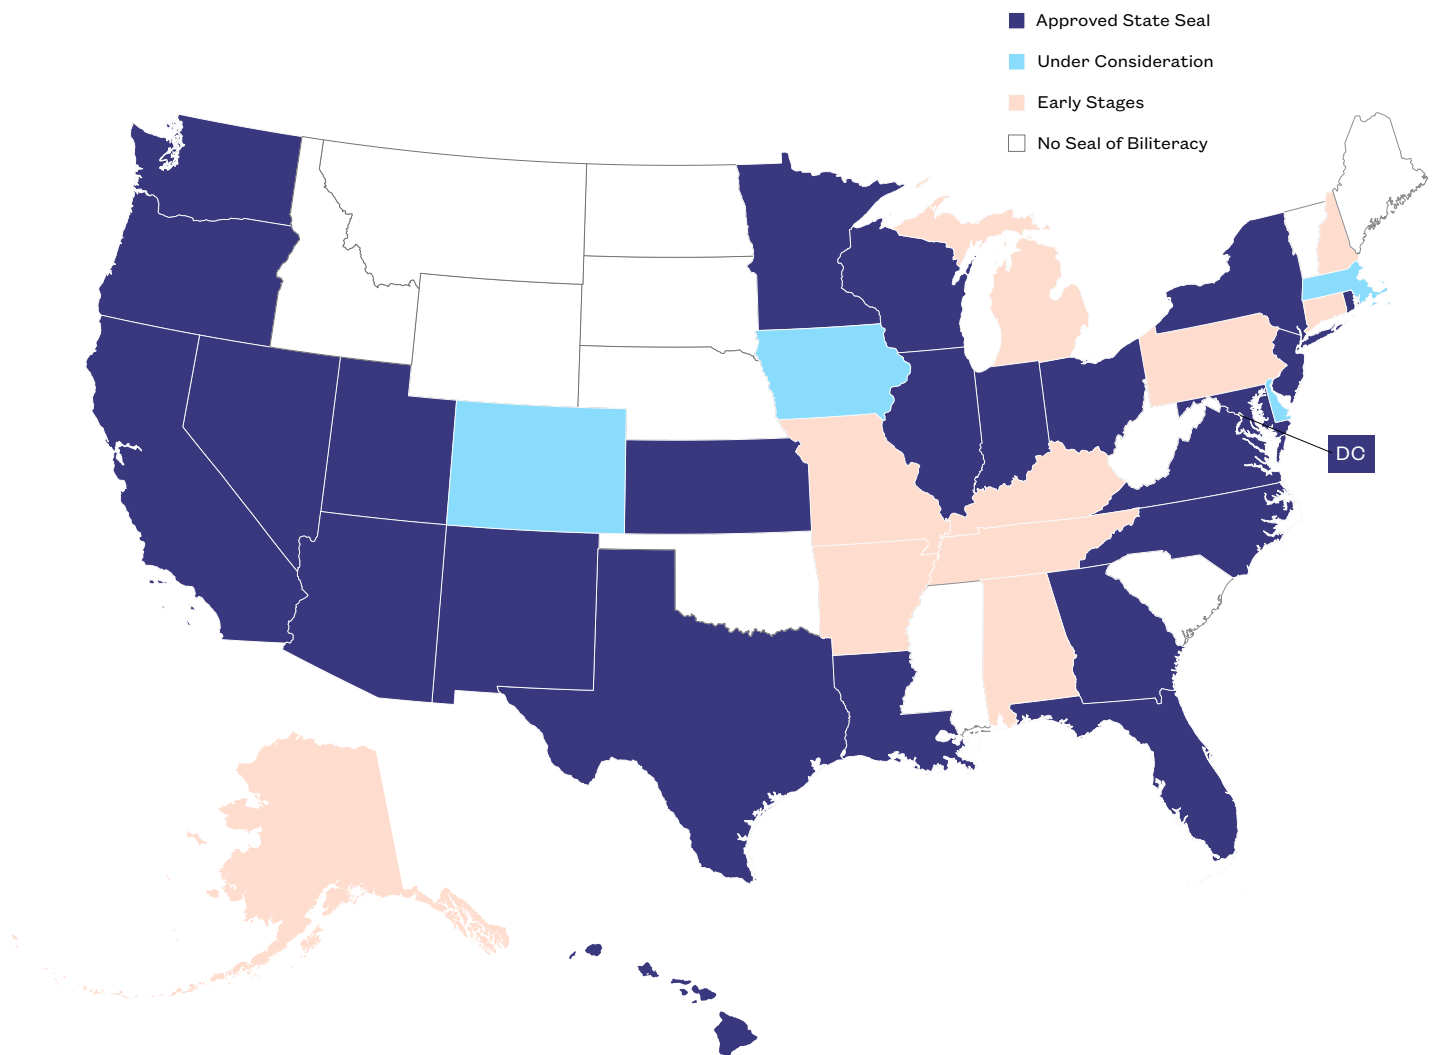 Approved State Seal
Under Consideration
Early Stages
No Seal of Biliteracy
DC